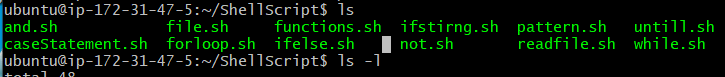 ubuntu@ip-172-31-47-5:~/ShellScript$ ls
and.sh file.sh functions.sh ifstirng.sh pattern.sh untill.sh
caseStatement.sh forloop.sh ifelse.sh not.sh readfile.sh while.sh
ubuntu@ip-172-31-47-5:~/ShellScript$ ls -l
total 48